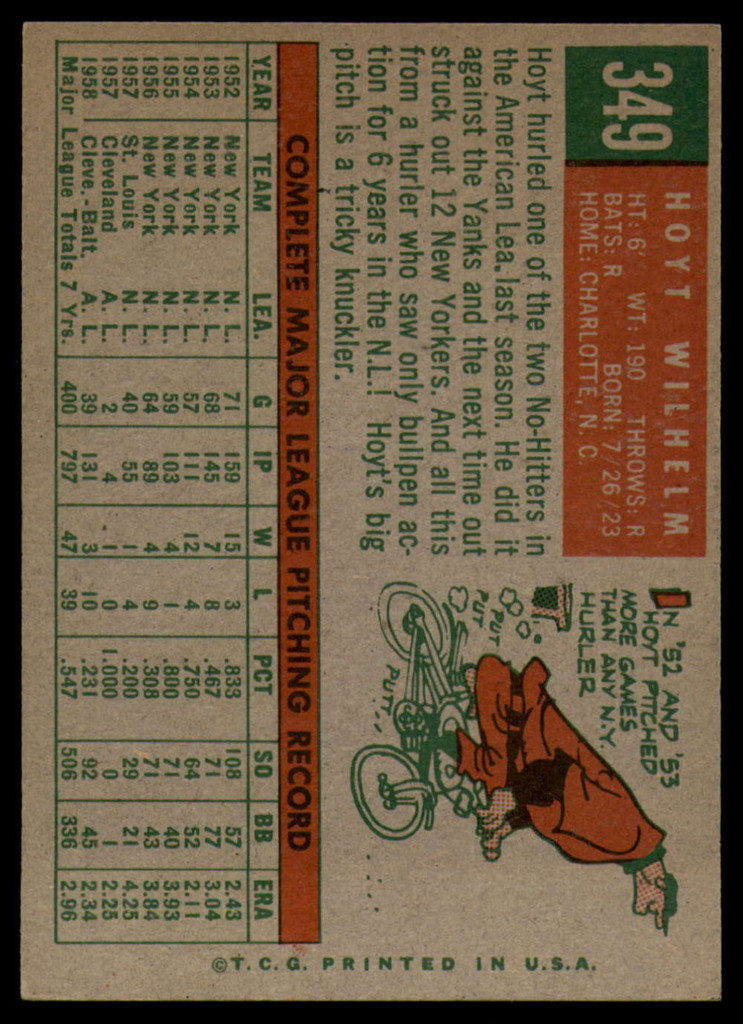 349
HOYT WILHELM
HT: 6' WT: 190 THROWS: R
BATS: R BORN: 7/26/23
HOME: CHARLOTTE, N. C.
Hoyt hurled one of the two No-Hitters in
the American Lea. last season. He did it
against the Yanks and the next time out
struck out 12 New Yorkers. And all this
from a hurler who saw only bullpen ac-
tion for 6 years in the N.L.! Hoyt's big
pitch is a tricky knuckler.
IN '52 AND '53
HOYT PITCHED
MORE GAMES
THAN ANY N.Y.
HURLER
PUT
PUT
PUTT...
COMPLETE MAJOR LEAGUE PITCHING RECORD
YEAR TEAM LEA. G IP W L PCT SO BB ERA
1952 New York N. L. 71 159 15 3 .833 108 57 2.43
1953 New York N. L. 68 145 7 8 .467 71 77 3.04
1954 New York N. L. 57 111 12 4 .750 64 52 2.11
1955 New York N. L. 59 103 4 1 .800 71 40 3.93
1956 New York N. L. 64 89 4 9 .308 71 43 3.84
1957 St. Louis N. L. 40 55 1 4 .200 29 21 4.25
1957 Cleveland A. L. 2 4 1 0 1.000 0 1 2.25
1958 Cleve.-Balt. A. L. 39 131 3 10 .231 92 45 2.34
Major League Totals 7 Yrs. 400 797 47 39 .547 506 336 2.96
©T.C.G. PRINTED IN U.S.A.